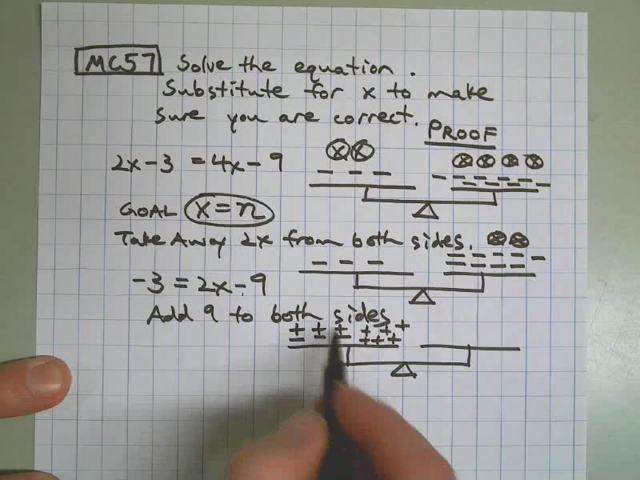 MC57 Solve the equation.
Substitute for x to make
sure you are correct.
PROOF
2x - 3 = 4x - 9
GOAL x = n
Take Away 2x from both sides.
-3 = 2x - 9
Add 9 to both sides